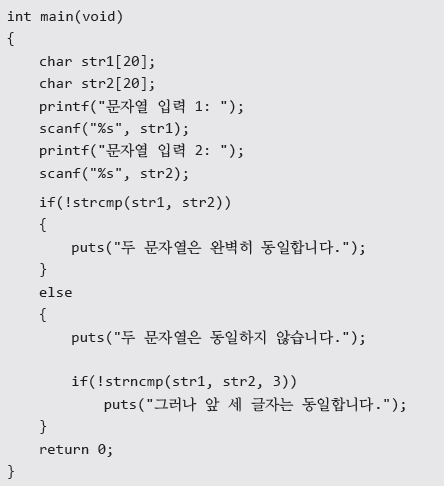 int main(void)
{
    char str1[20];
    char str2[20];
    printf("문자열 입력 1: ");
    scanf("%s", str1);
    printf("문자열 입력 2: ");
    scanf("%s", str2);
    if(!strcmp(str1, str2))
    {
        puts("두 문자열은 완벽히 동일합니다.");
    }
    else
    {
        puts("두 문자열은 동일하지 않습니다.");

        if(!strncmp(str1, str2, 3))
            puts("그러나 앞 세 글자는 동일합니다.");
    }
    return 0;
}